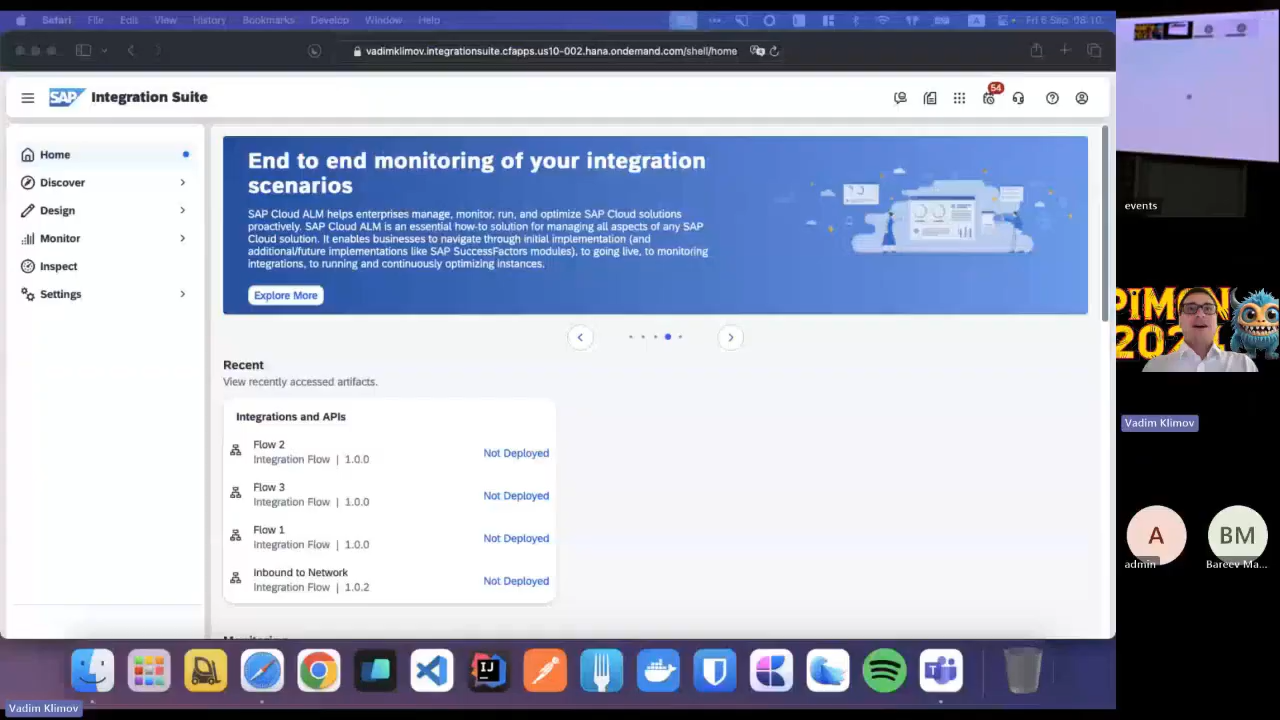 Safari File Edit View History Bookmarks Develop Window Help
A
Fri 6 Sep 08:10
vadimklimov.integrationsuite.cfapps.us10-002.hana.ondemand.com/shell/home
SAP Integration Suite
54
Home
Discover
Design
Monitor
Inspect
Settings
End to end monitoring of your integration
scenarios
SAP Cloud ALM helps enterprises manage, monitor, run, and optimize SAP Cloud solutions
proactively. SAP Cloud ALM is an essential how-to solution for managing all aspects of any SAP
Cloud solution. It enables businesses to navigate through initial implementation (and
additional/future implementations like SAP SuccessFactors modules), to going live, to monitoring
integrations, to running and continuously optimizing instances.
Explore More
Recent
View recently accessed artifacts.
Integrations and APIs
Flow 2
Integration Flow | 1.0.0
Not Deployed
Flow 3
Integration Flow | 1.0.0
Not Deployed
Flow 1
Integration Flow | 1.0.0
Not Deployed
Inbound to Network
Integration Flow | 1.0.2
Not Deployed
events
Vadim Klimov
A
admin
BM
Bareev Ma...
Vadim Klimov